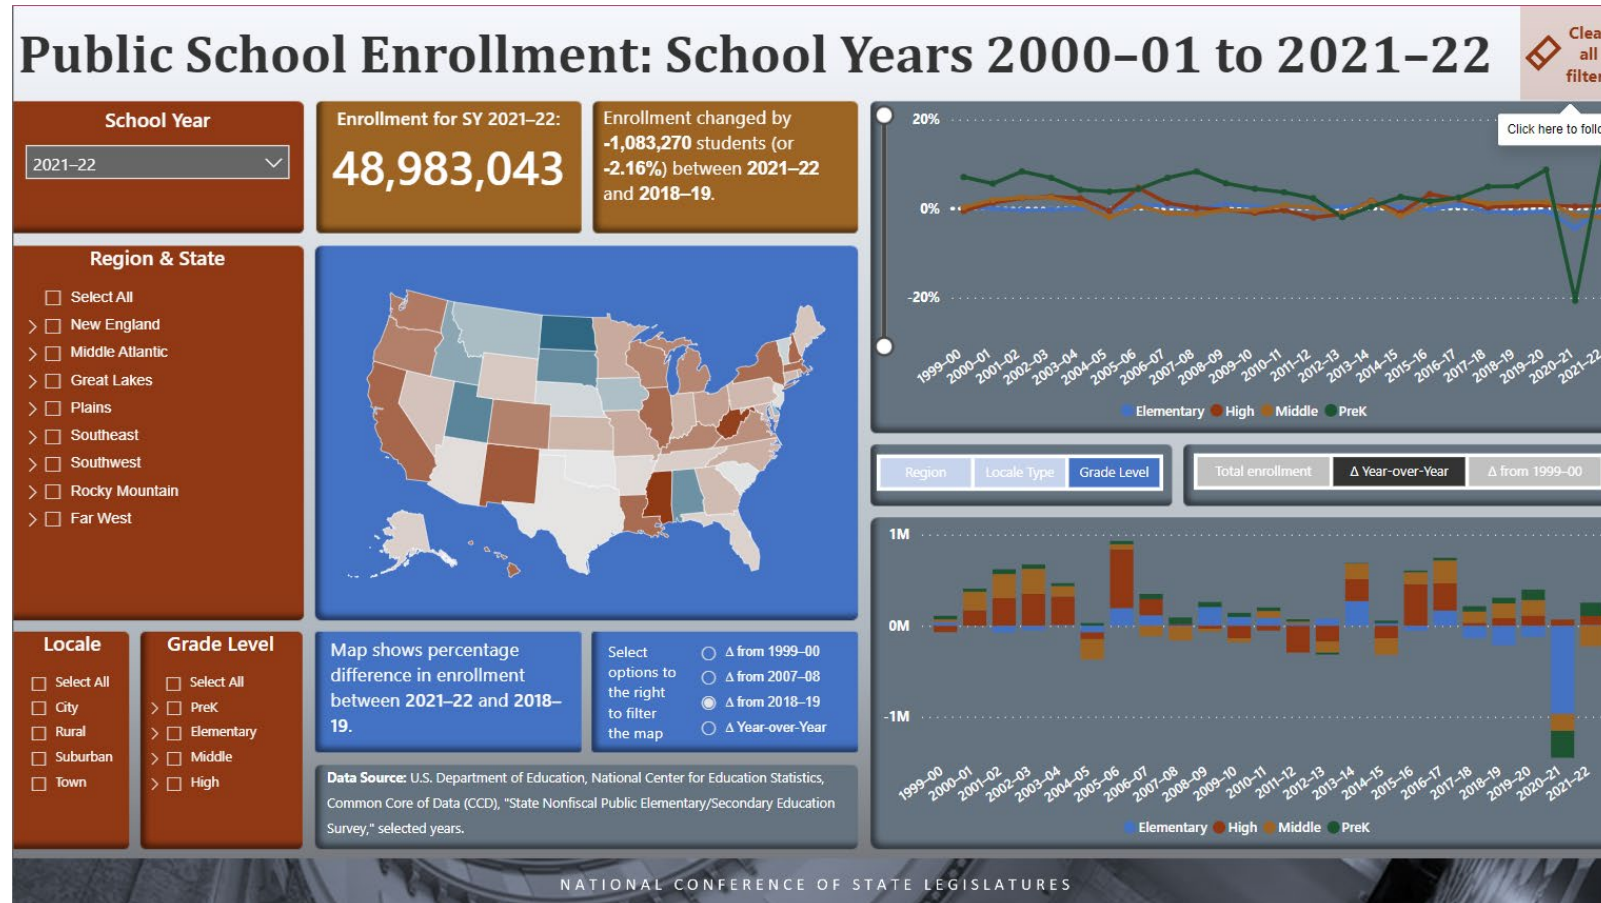 Public School Enrollment: School Years 2000–01 to 2021–22
Clea
all
filter
Click here to follo
School Year
2021–22
Enrollment for SY 2021–22:
48,983,043
Enrollment changed by
-1,083,270 students (or
-2.16%) between 2021–22
and 2018–19.
Region & State
Select All
New England
Middle Atlantic
Great Lakes
Plains
Southeast
Southwest
Rocky Mountain
Far West
Locale
Select All
City
Rural
Suburban
Town
Grade Level
Select All
PreK
Elementary
Middle
High
Map shows percentage
difference in enrollment
between 2021–22 and 2018–
19.
Select
options to
the right
to filter
the map
Δ from 1999–00
Δ from 2007–08
Δ from 2018–19
Δ Year-over-Year
Data Source: U.S. Department of Education, National Center for Education Statistics,
Common Core of Data (CCD), "State Nonfiscal Public Elementary/Secondary Education
Survey," selected years.
20%
0%
-20%
1999–00
2000–01
2001–02
2002–03
2003–04
2004–05
2005–06
2006–07
2007–08
2008–09
2009–10
2010–11
2011–12
2012–13
2013–14
2014–15
2015–16
2016–17
2017–18
2018–19
2019–20
2020–21
2021–22
Elementary High Middle PreK
Region Locale Type Grade Level
Total enrollment Δ Year-over-Year Δ from 1999–00
1M
0M
-1M
1999–00
2000–01
2001–02
2002–03
2003–04
2004–05
2005–06
2006–07
2007–08
2008–09
2009–10
2010–11
2011–12
2012–13
2013–14
2014–15
2015–16
2016–17
2017–18
2018–19
2019–20
2020–21
2021–22
Elementary High Middle PreK
NATIONAL CONFERENCE OF STATE LEGISLATURES